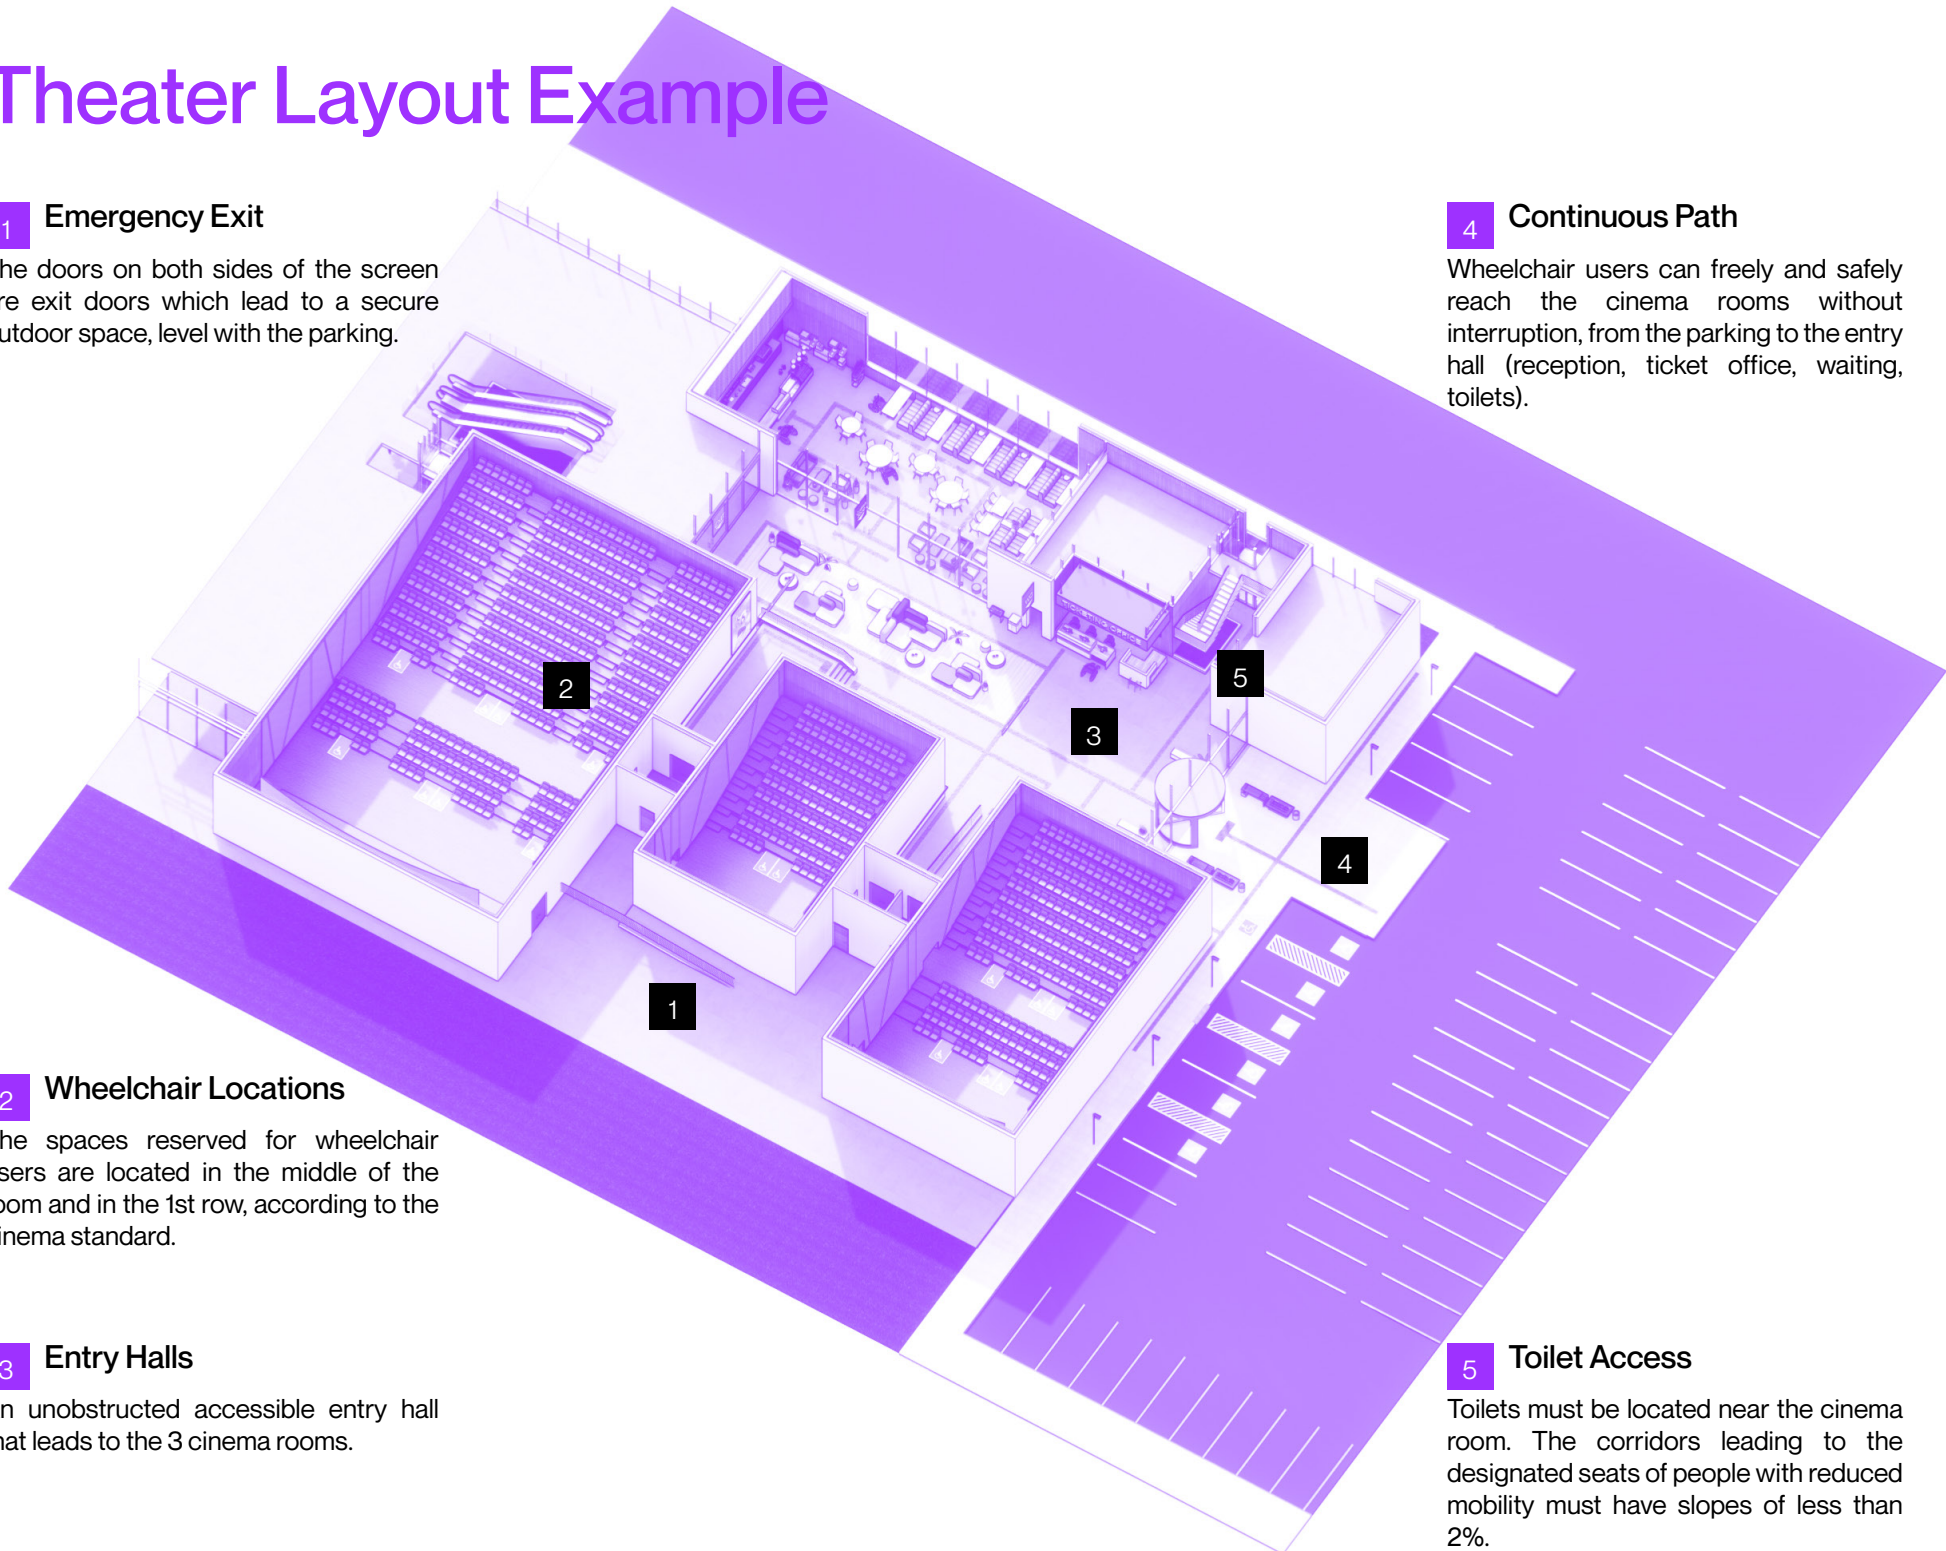 Theater Layout Example
1 Emergency Exit
he doors on both sides of the screen
re exit doors which lead to a secure
utdoor space, level with the parking.
2 Wheelchair Locations
he spaces reserved for wheelchair
sers are located in the middle of the
oom and in the 1st row, according to the
inema standard.
3 Entry Halls
n unobstructed accessible entry hall
hat leads to the 3 cinema rooms.
2
5
3
4
1
4 Continuous Path
Wheelchair users can freely and safely
reach the cinema rooms without
interruption, from the parking to the entry
hall (reception, ticket office, waiting,
toilets).
5 Toilet Access
Toilets must be located near the cinema
room. The corridors leading to the
designated seats of people with reduced
mobility must have slopes of less than
2%.